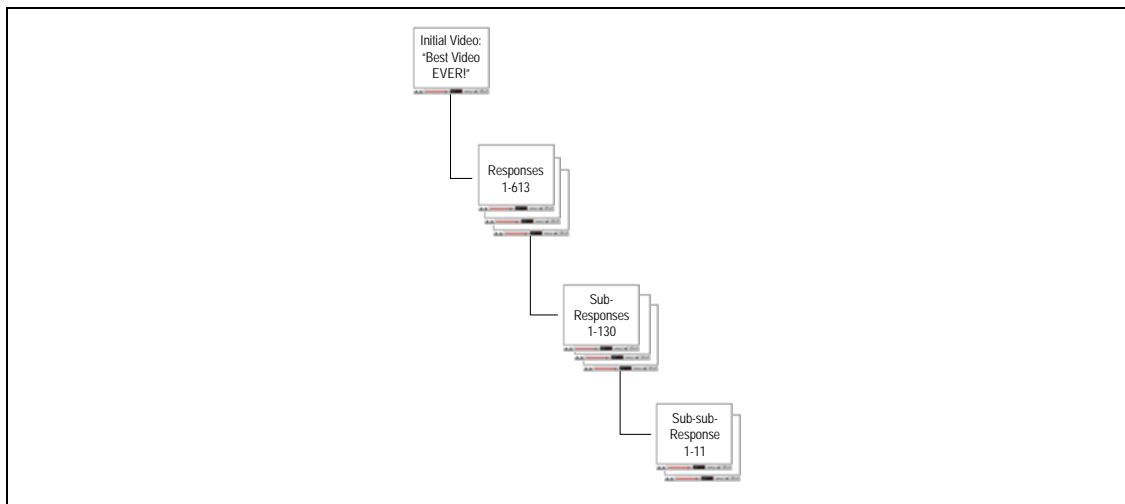 Initial Video:
“Best Video
EVER!”
Responses
1-613
Sub-
Responses
1-130
Sub-sub-
Response
1-11